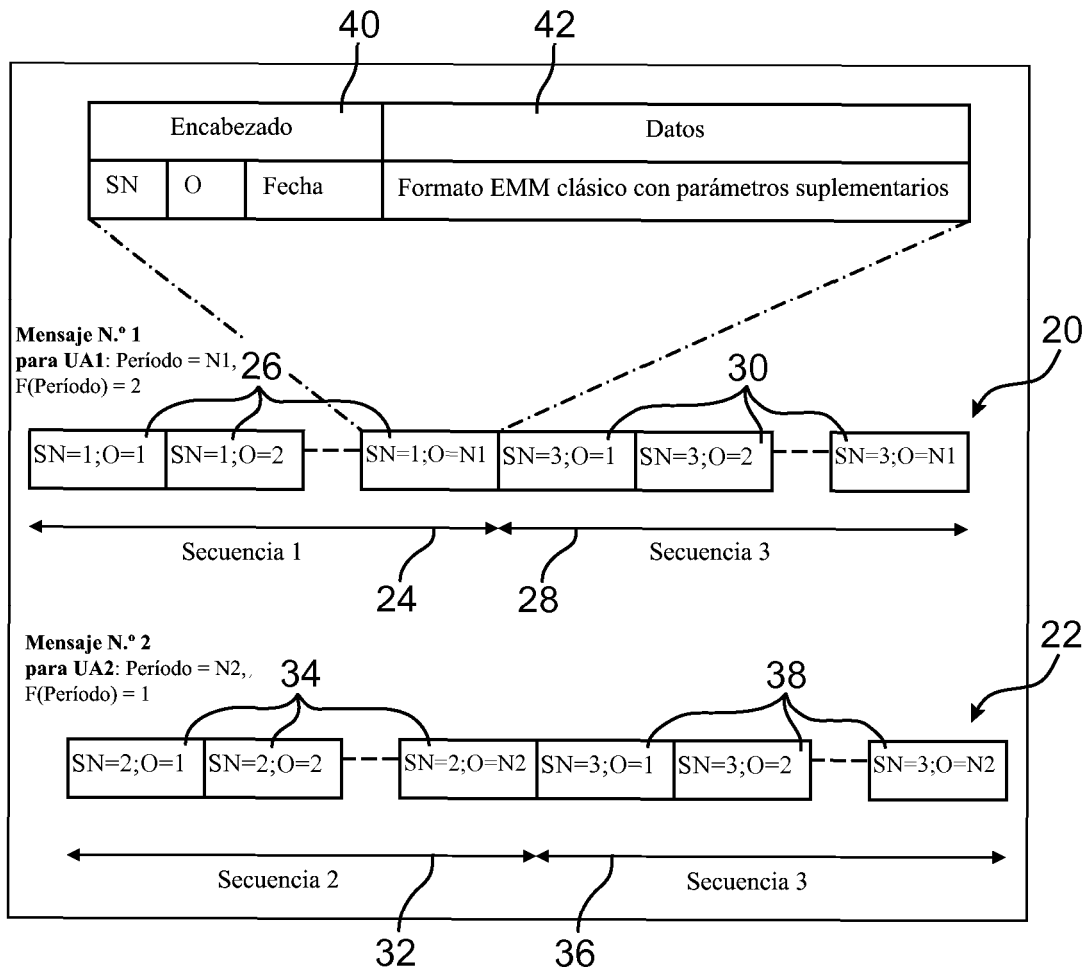 40 42
Encabezado Datos
SN O Fecha Formato EMM clásico con parámetros suplementarios
Mensaje N.º 1
para UA1: Período = N1,
F(Período) = 2
26 30 20
SN=1;O=1 SN=1;O=2 SN=1;O=N1 SN=3;O=1 SN=3;O=2 SN=3;O=N1
Secuencia 1 Secuencia 3
24 28
Mensaje N.º 2
para UA2: Período = N2,
F(Período) = 1
34 38 22
SN=2;O=1 SN=2;O=2 SN=2;O=N2 SN=3;O=1 SN=3;O=2 SN=3;O=N2
Secuencia 2 Secuencia 3
32 36